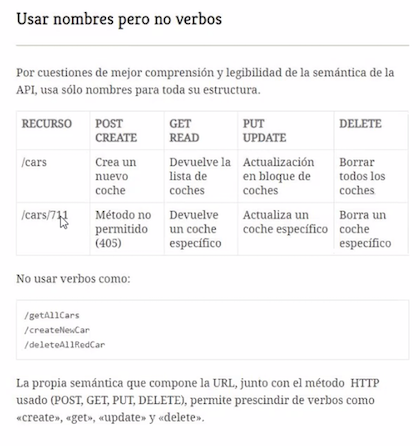 Usar nombres pero no verbos
Por cuestiones de mejor comprensión y legibilidad de la semántica de la
API, usa sólo nombres para toda su estructura.
RECURSO POST CREATE GET READ PUT UPDATE DELETE
/cars Crea un nuevo coche Devuelve la lista de coches Actualización en bloque de coches Borrar todos los coches
/cars/711 Método no permitido (405) Devuelve un coche específico Actualiza un coche específico Borra un coche específico
No usar verbos como:
/getAllCars
/createNewCar
/deleteAllRedCar
La propia semántica que compone la URL, junto con el método HTTP
usado (POST, GET, PUT, DELETE), permite prescindir de verbos como
«create», «get», «update» y «delete».